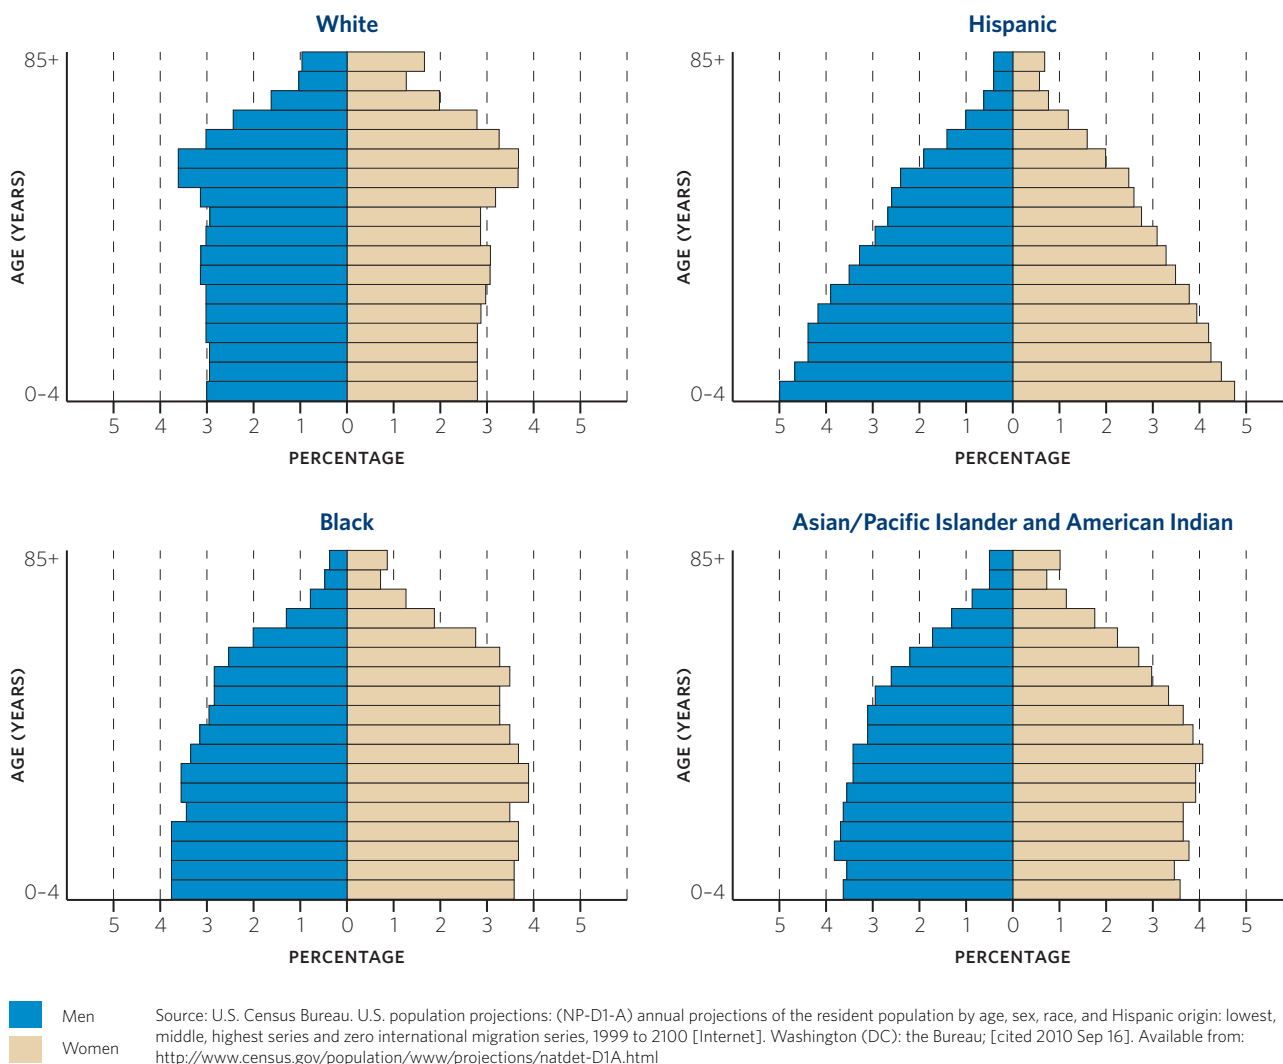 White
85+
AGE (YEARS)
0–4
5 4 3 2 1 0 1 2 3 4 5
PERCENTAGE
Hispanic
85+
AGE (YEARS)
0–4
5 4 3 2 1 0 1 2 3 4 5
PERCENTAGE
Black
85+
AGE (YEARS)
0–4
5 4 3 2 1 0 1 2 3 4 5
PERCENTAGE
Asian/Pacific Islander and American Indian
85+
AGE (YEARS)
0–4
5 4 3 2 1 0 1 2 3 4 5
PERCENTAGE
Men
Women
Source: U.S. Census Bureau. U.S. population projections: (NP-D1-A) annual projections of the resident population by age, sex, race, and Hispanic origin: lowest,
middle, highest series and zero international migration series, 1999 to 2100 [Internet]. Washington (DC): the Bureau; [cited 2010 Sep 16]. Available from:
http://www.census.gov/population/www/projections/natdet-D1A.html